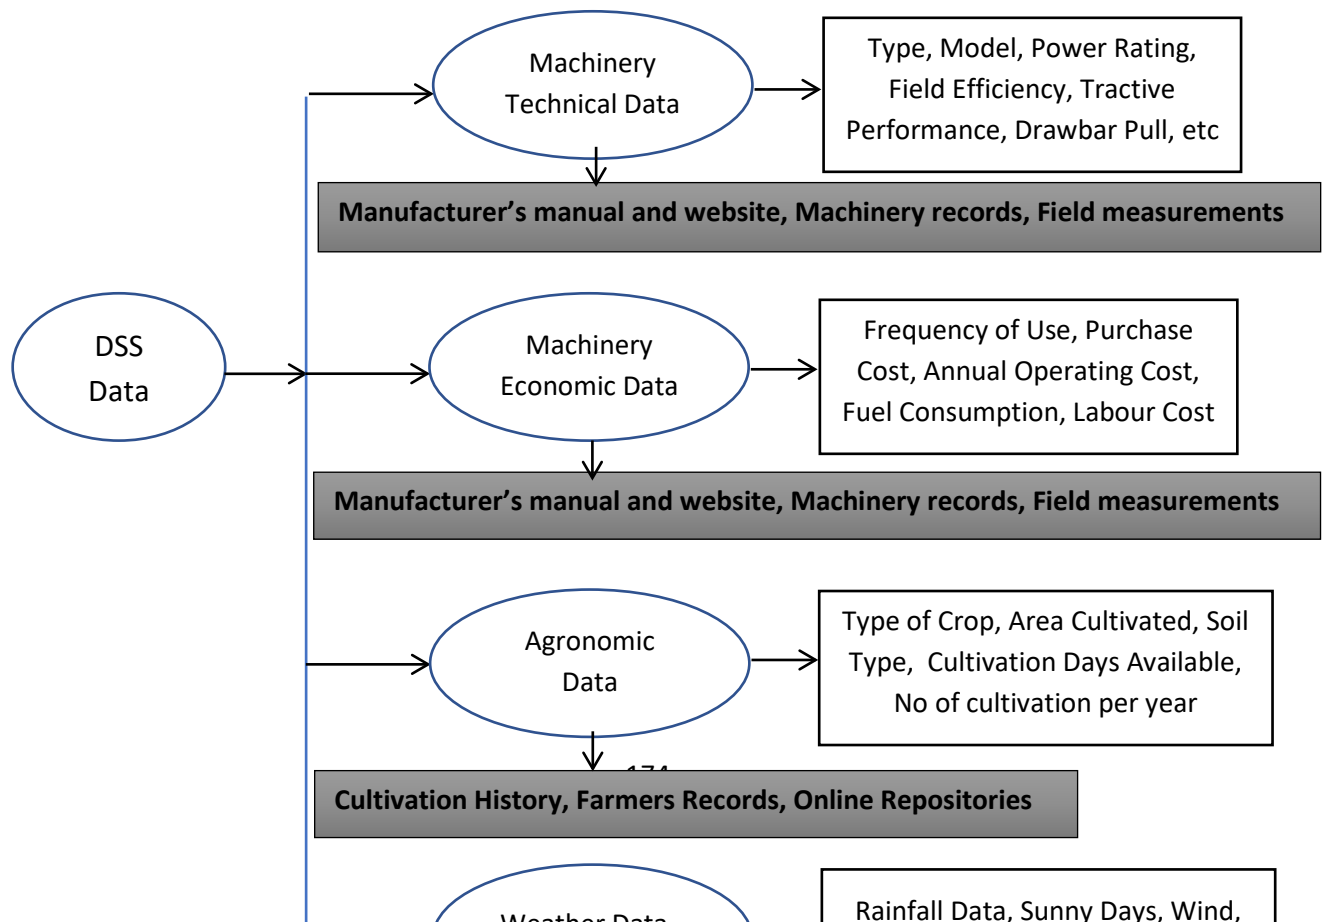 Machinery
Technical Data
Type, Model, Power Rating,
Field Efficiency, Tractive
Performance, Drawbar Pull, etc
Manufacturer’s manual and website, Machinery records, Field measurements
DSS
Data
Machinery
Economic Data
Frequency of Use, Purchase
Cost, Annual Operating Cost,
Fuel Consumption, Labour Cost
Manufacturer’s manual and website, Machinery records, Field measurements
Agronomic
Data
Type of Crop, Area Cultivated, Soil
Type,  Cultivation Days Available,
No of cultivation per year
174
Cultivation History, Farmers Records, Online Repositories
Weather Data
Rainfall Data, Sunny Days, Wind,